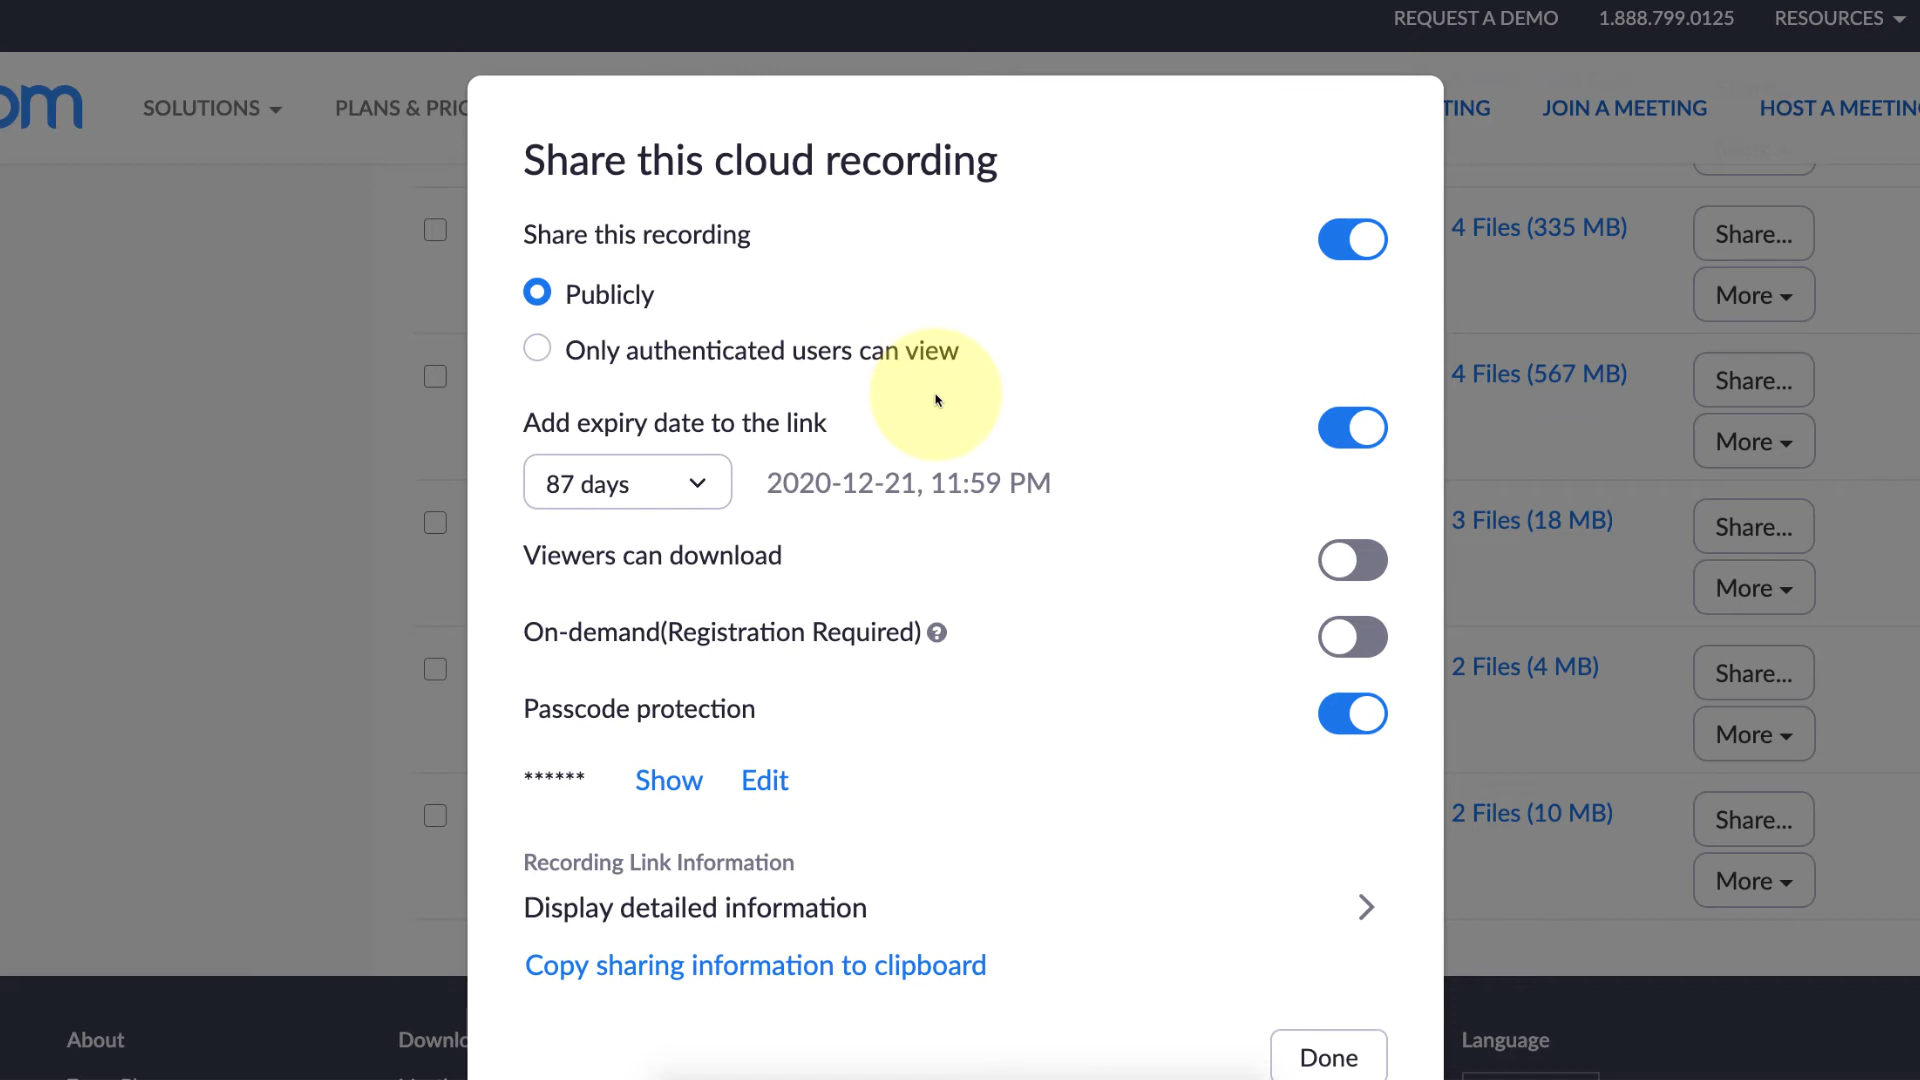 REQUEST A DEMO 1.888.799.0125 RESOURCES
om SOLUTIONS PLANS & PRIC TING JOIN A MEETING HOST A MEETIN
Share this cloud recording
Share this recording
Publicly
Only authenticated users can view
Add expiry date to the link
87 days 2020-12-21, 11:59 PM
Viewers can download
On-demand(Registration Required) ?
Passcode protection
****** Show Edit
Recording Link Information
Display detailed information
Copy sharing information to clipboard
Done
4 Files (335 MB) Share...
More
4 Files (567 MB) Share...
More
3 Files (18 MB) Share...
More
2 Files (4 MB) Share...
More
2 Files (10 MB) Share...
More
About Downlo Language